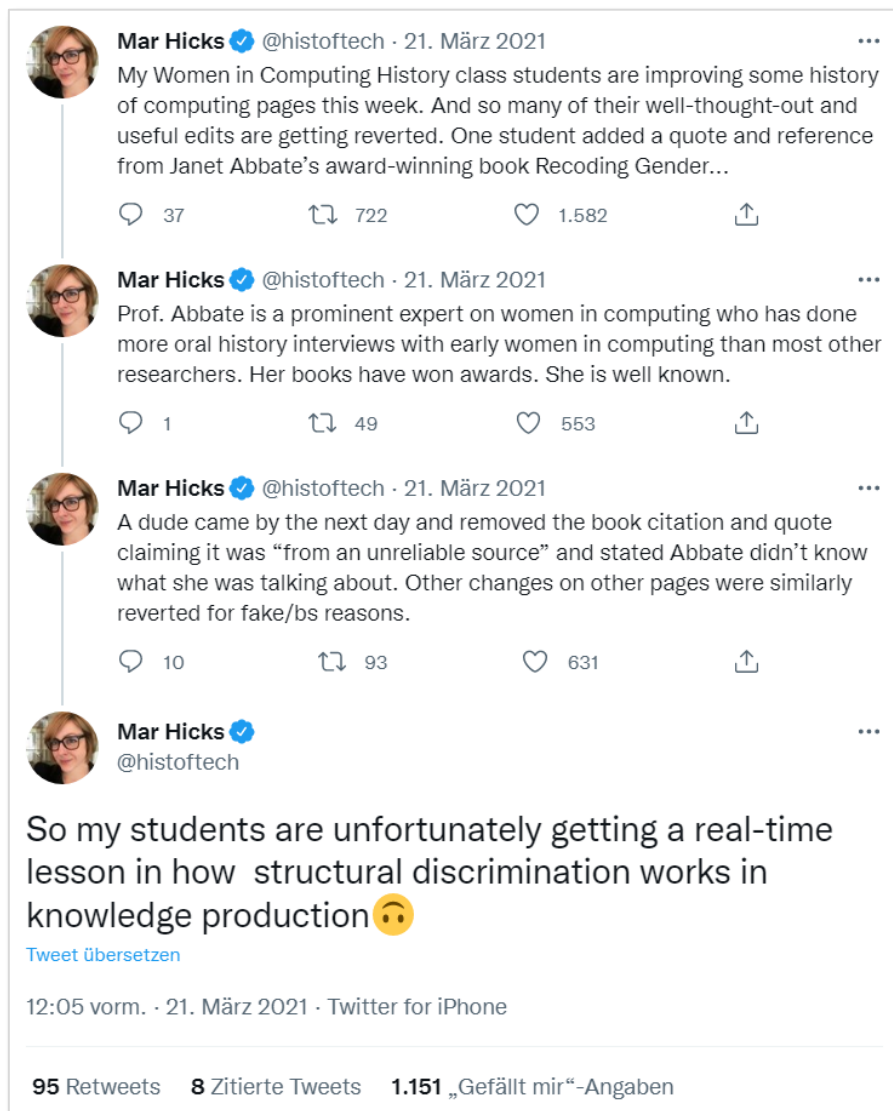 Mar Hicks @histoftech · 21. März 2021
My Women in Computing History class students are improving some history
of computing pages this week. And so many of their well-thought-out and
useful edits are getting reverted. One student added a quote and reference
from Janet Abbate’s award-winning book Recoding Gender...
37 722 1.582
Mar Hicks @histoftech · 21. März 2021
Prof. Abbate is a prominent expert on women in computing who has done
more oral history interviews with early women in computing than most other
researchers. Her books have won awards. She is well known.
1 49 553
Mar Hicks @histoftech · 21. März 2021
A dude came by the next day and removed the book citation and quote
claiming it was “from an unreliable source” and stated Abbate didn’t know
what she was talking about. Other changes on other pages were similarly
reverted for fake/bs reasons.
10 93 631
Mar Hicks
@histoftech
So my students are unfortunately getting a real-time
lesson in how  structural discrimination works in
knowledge production🙃
Tweet übersetzen
12:05 vorm. · 21. März 2021 · Twitter for iPhone
95 Retweets 8 Zitierte Tweets 1.151 „Gefällt mir“-Angaben